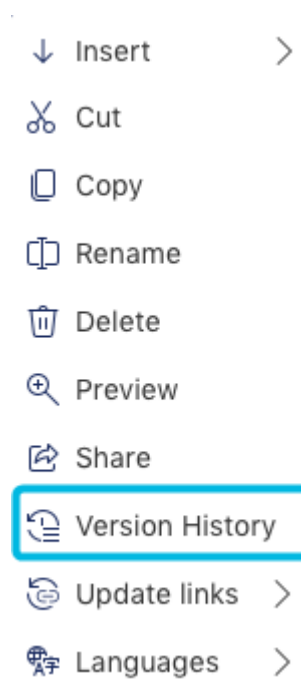 Insert
Cut
Copy
Rename
Delete
Preview
Share
Version History
Update links
Languages